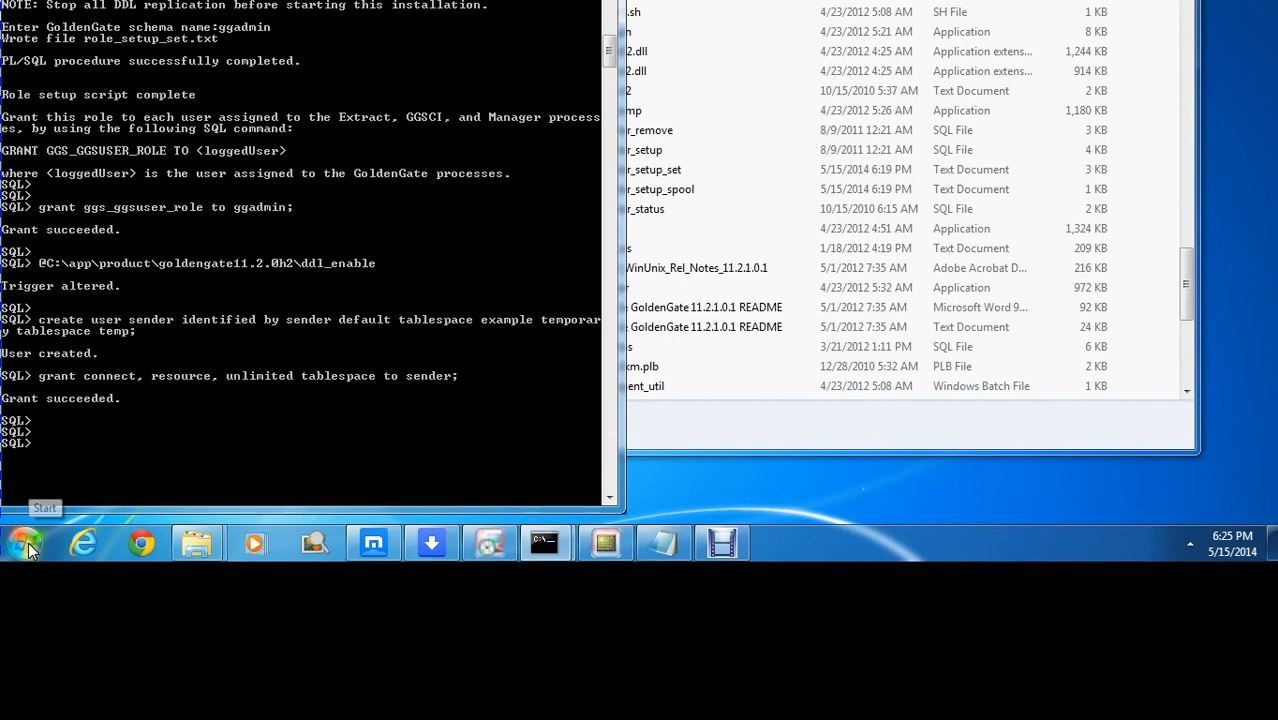 NOTE: Stop all DDL replication before starting this installation.
Enter GoldenGate schema name:ggadmin
Wrote file role_setup_set.txt
PL/SQL procedure successfully completed.
Role setup script complete
Grant this role to each user assigned to the Extract, GGSCI, and Manager process
es, by using the following SQL command:
GRANT GGS_GGSUSER_ROLE TO <loggedUser>
where <loggedUser> is the user assigned to the GoldenGate processes.
SQL>
SQL>
SQL> grant ggs_ggsuser_role to ggadmin;
Grant succeeded.
SQL>
SQL> @C:\app\product\goldengate11.2.0h2\ddl_enable
Trigger altered.
SQL>
SQL> create user sender identified by sender default tablespace example temporar
y tablespace temp;
User created.
SQL> grant connect, resource, unlimited tablespace to sender;
Grant succeeded.
SQL>
SQL>
SQL>
.sh 4/23/2012 5:08 AM SH File 1 KB
n 4/23/2012 5:21 AM Application 8 KB
2.dll 4/23/2012 4:25 AM Application extens... 1,244 KB
2.dll 4/23/2012 4:25 AM Application extens... 914 KB
2 10/15/2010 5:37 AM Text Document 2 KB
mp 4/23/2012 5:26 AM Application 1,180 KB
r_remove 8/9/2011 12:21 AM SQL File 3 KB
r_setup 8/9/2011 12:21 AM SQL File 4 KB
r_setup_set 5/15/2014 6:19 PM Text Document 2 KB
r_setup_spool 5/15/2014 6:19 PM Text Document 1 KB
r_status 10/15/2010 6:15 AM SQL File 2 KB
4/23/2012 4:51 AM Application 1,324 KB
s 1/18/2012 4:19 PM Text Document 209 KB
WinUnix_Rel_Notes_11.2.1.0.1 5/1/2012 7:35 AM Adobe Acrobat D... 216 KB
r 4/23/2012 5:32 AM Application 972 KB
GoldenGate 11.2.1.0.1 README 5/1/2012 7:35 AM Microsoft Word 9... 92 KB
GoldenGate 11.2.1.0.1 README 5/1/2012 7:35 AM Text Document 24 KB
s 3/21/2012 1:11 PM SQL File 6 KB
km.plb 12/28/2010 5:32 AM PLB File 2 KB
ent_util 4/23/2012 5:08 AM Windows Batch File 1 KB
Start
6:25 PM
5/15/2014